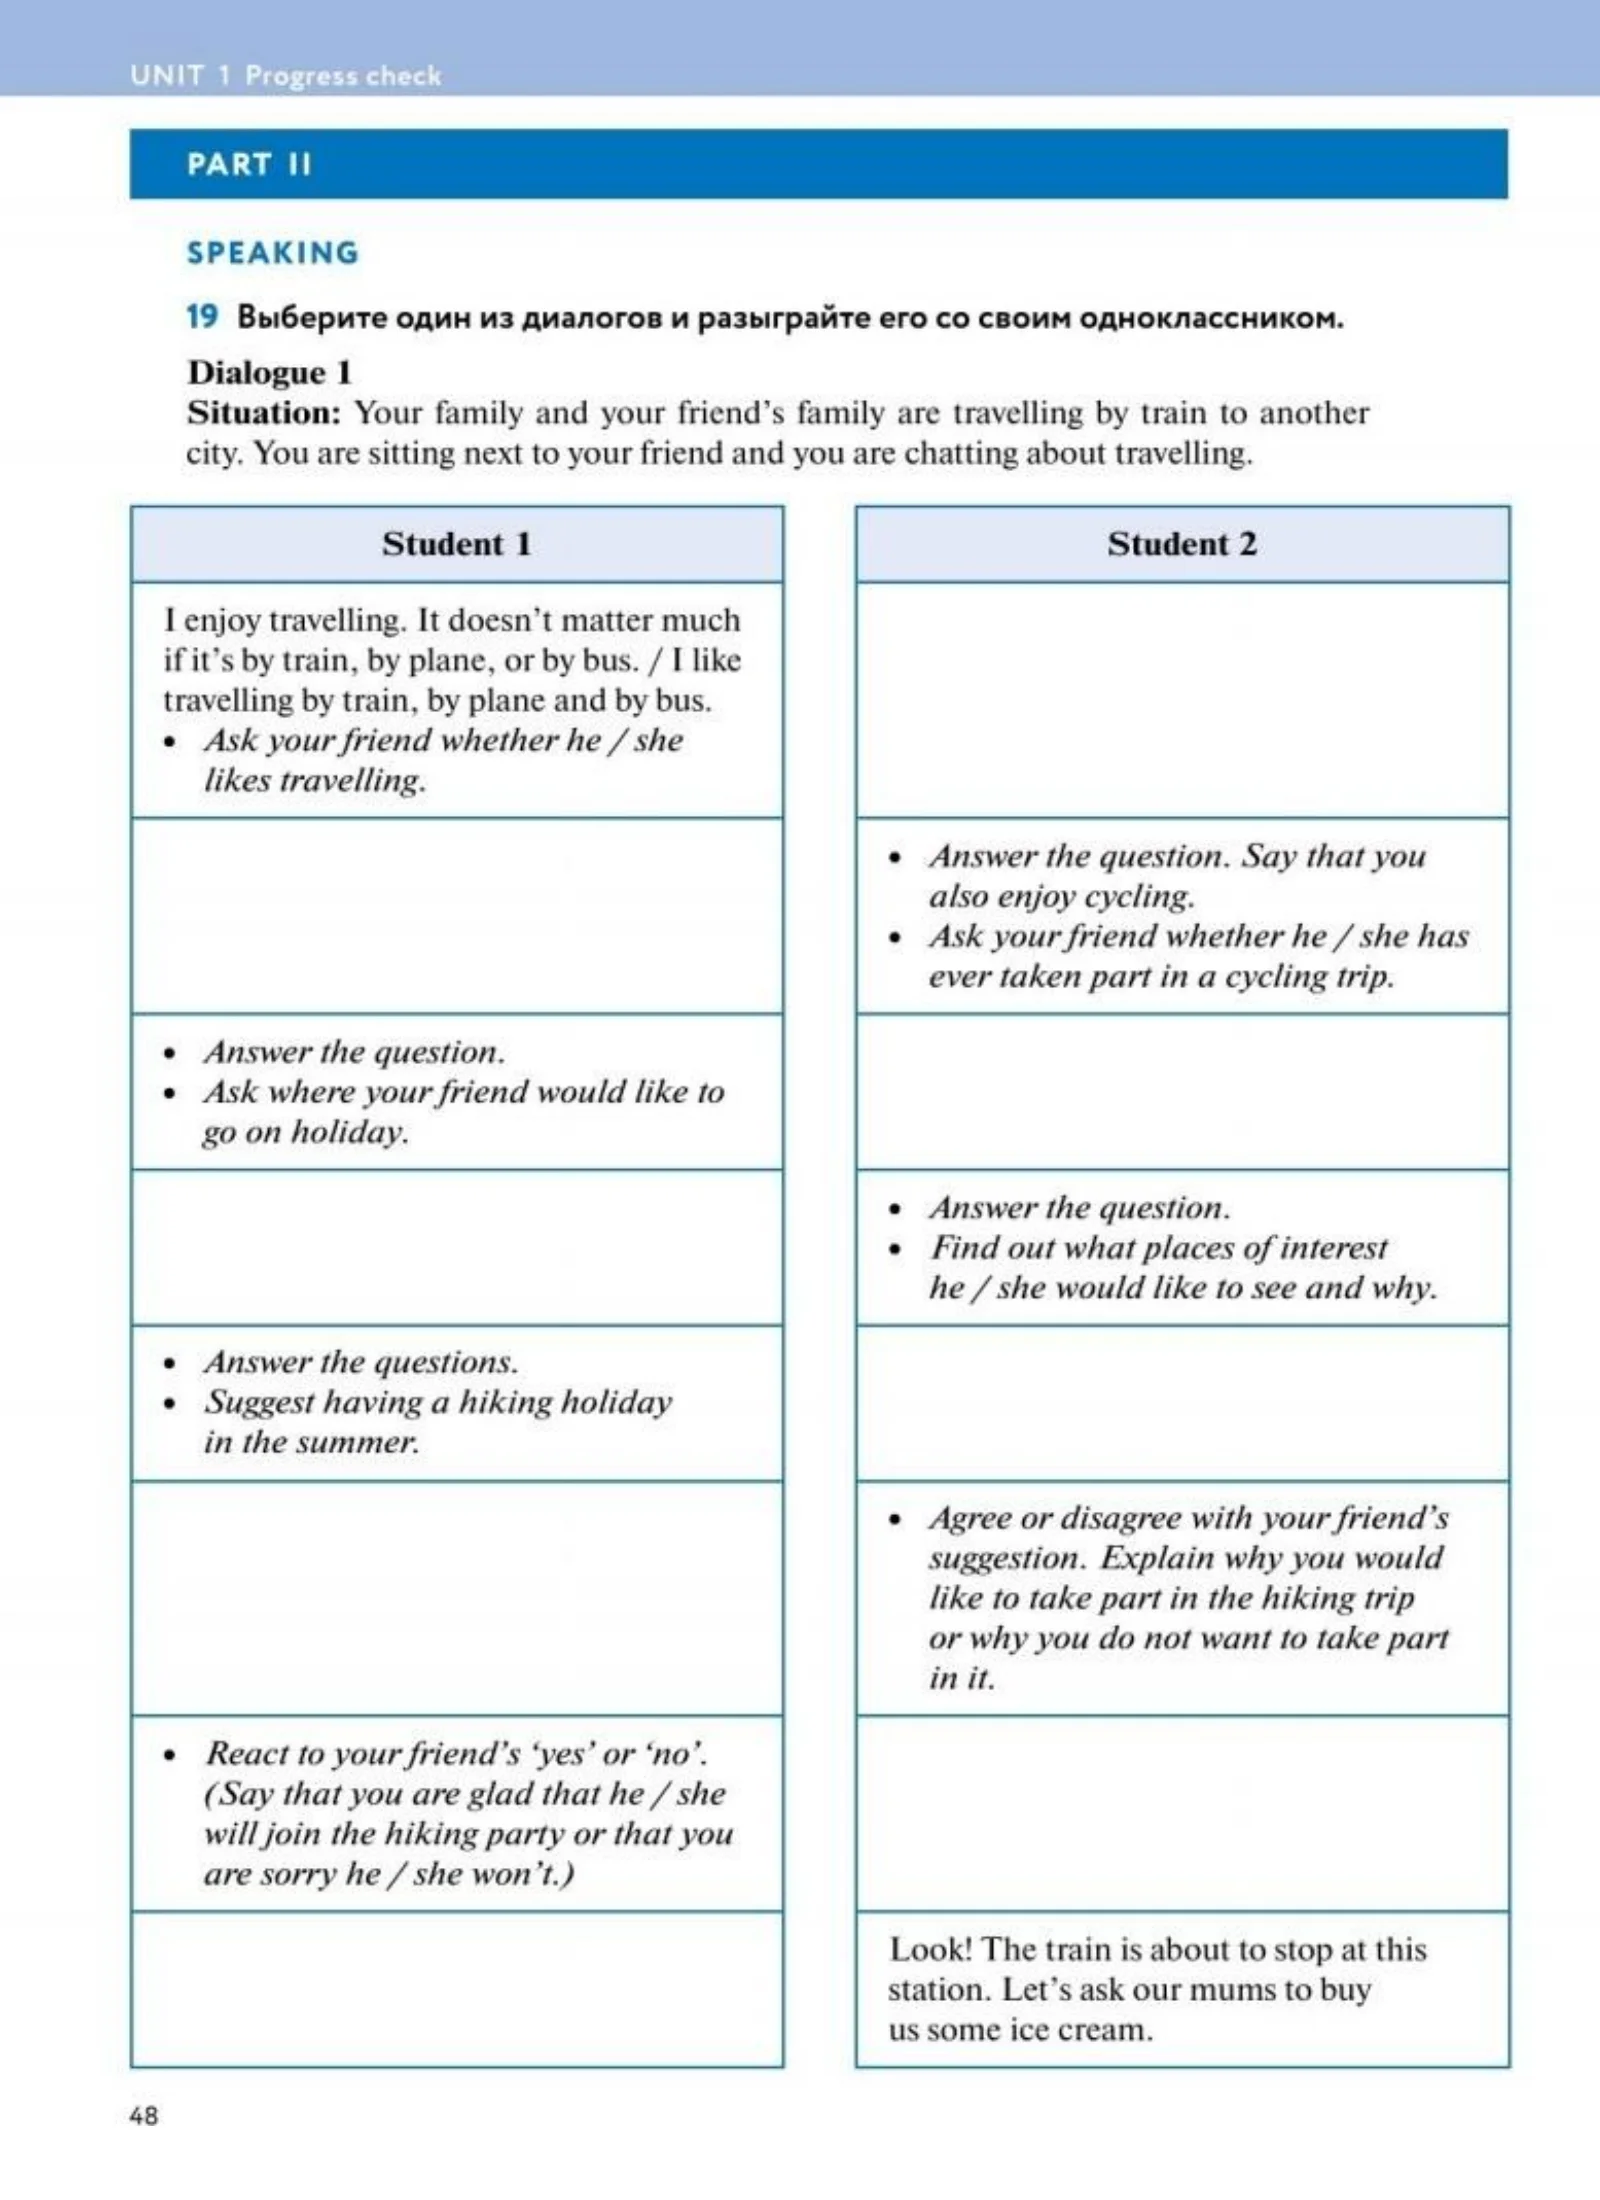 UNIT 1 Progress check
PART II
SPEAKING
19 Выберите один из диалогов и разыграйте его со своим одноклассником.
Dialogue 1
Situation: Your family and your friend's family are travelling by train to another
city. You are sitting next to your friend and you are chatting about travelling.
Student 1
Student 2
I enjoy travelling. It doesn't matter much
if it's by train, by plane, or by bus. / I like
travelling by train, by plane and by bus.
• Ask your friend whether he / she
likes travelling.
• Answer the question. Say that you
also enjoy cycling.
• Ask your friend whether he / she has
ever taken part in a cycling trip.
• Answer the question.
• Ask where your friend would like to
go on holiday.
• Answer the question.
• Find out what places of interest
he / she would like to see and why.
• Answer the questions.
• Suggest having a hiking holiday
in the summer.
• Agree or disagree with your friend's
suggestion. Explain why you would
like to take part in the hiking trip
or why you do not want to take part
in it.
• React to your friend's ‘yes’ or ‘no’.
(Say that you are glad that he / she
will join the hiking party or that you
are sorry he / she won't.)
Look! The train is about to stop at this
station. Let's ask our mums to buy
us some ice cream.
48